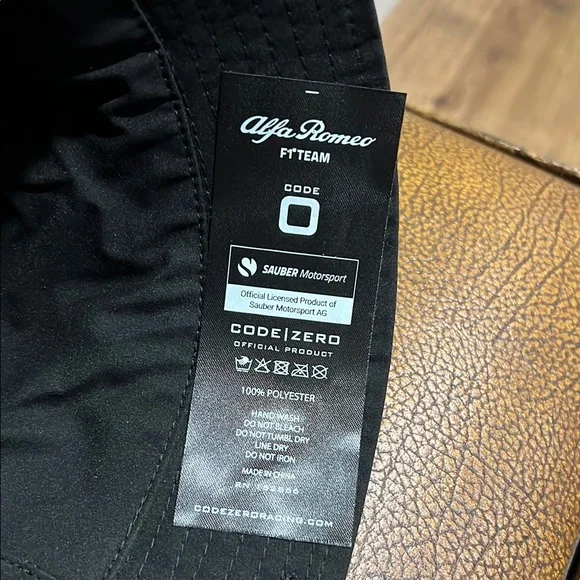 Alfa Romeo
F1® TEAM
CODE
0
SAUBER Motorsport
Official Licensed Product of
Sauber Motorsport AG
CODE|ZERO
OFFICIAL PRODUCT
100% POLYESTER
HAND WASH
DO NOT BLEACH
DO NOT TUMBL DRY
LINE DRY
DO NOT IRON
MADE IN CHINA
RN
CODEZERORACING.COM